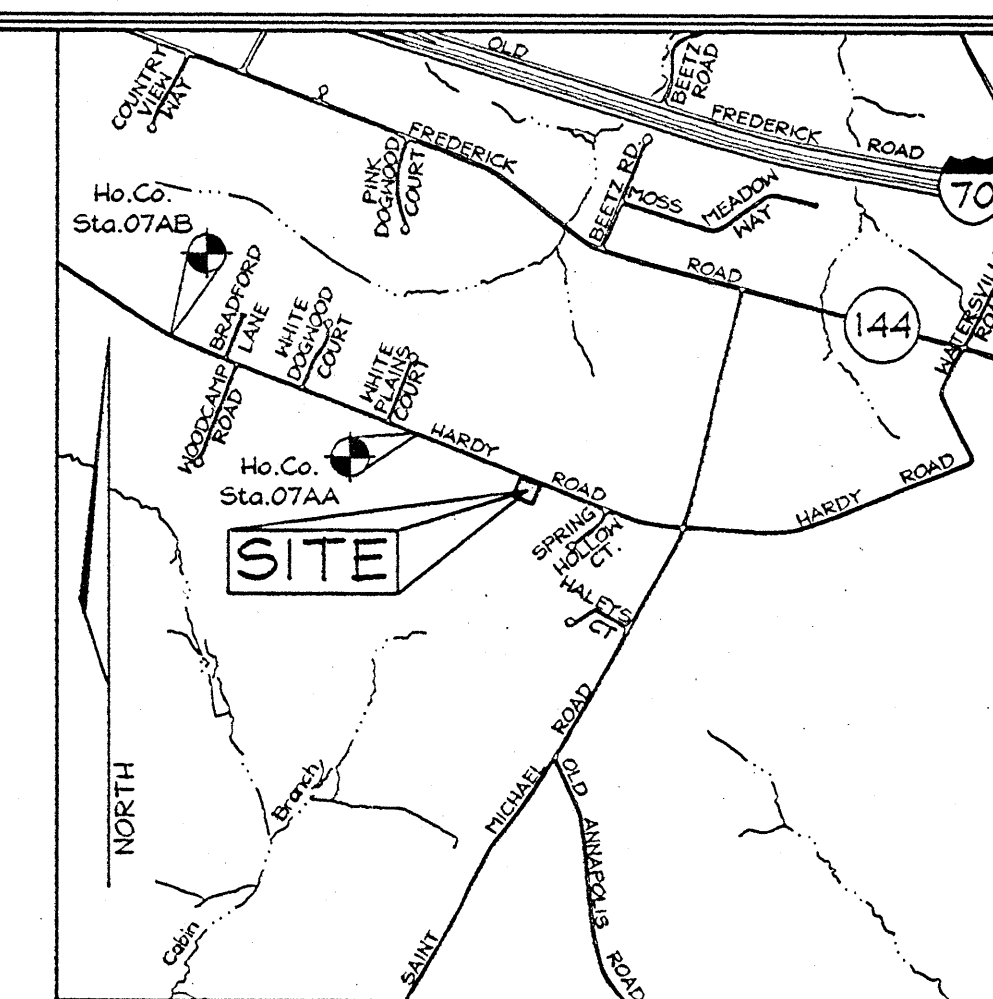 OLD
FREDERICK
ROAD
BEETZ
ROAD
70
COUNTRY
VIEW
WAY
FREDERICK
ROAD
PINK
DOGWOOD
COURT
BEETZ RD.
MOSS
MEADOW
WAY
144
Ho.Co.
Sta.07AB
BRADFORD
LANE
WHITE
DOGWOOD
COURT
WHITE
PLAINS
COURT
WOODCAMP
ROAD
Ho.Co.
Sta.07AA
HARDY
ROAD
SITE
SPRING
HOLLOW
CT.
HALEYS
CT
HARDY
ROAD
NORTH
SAINT
MICHAEL
ROAD
OLD
ANNAPOLIS
ROAD
Cabin
Branch